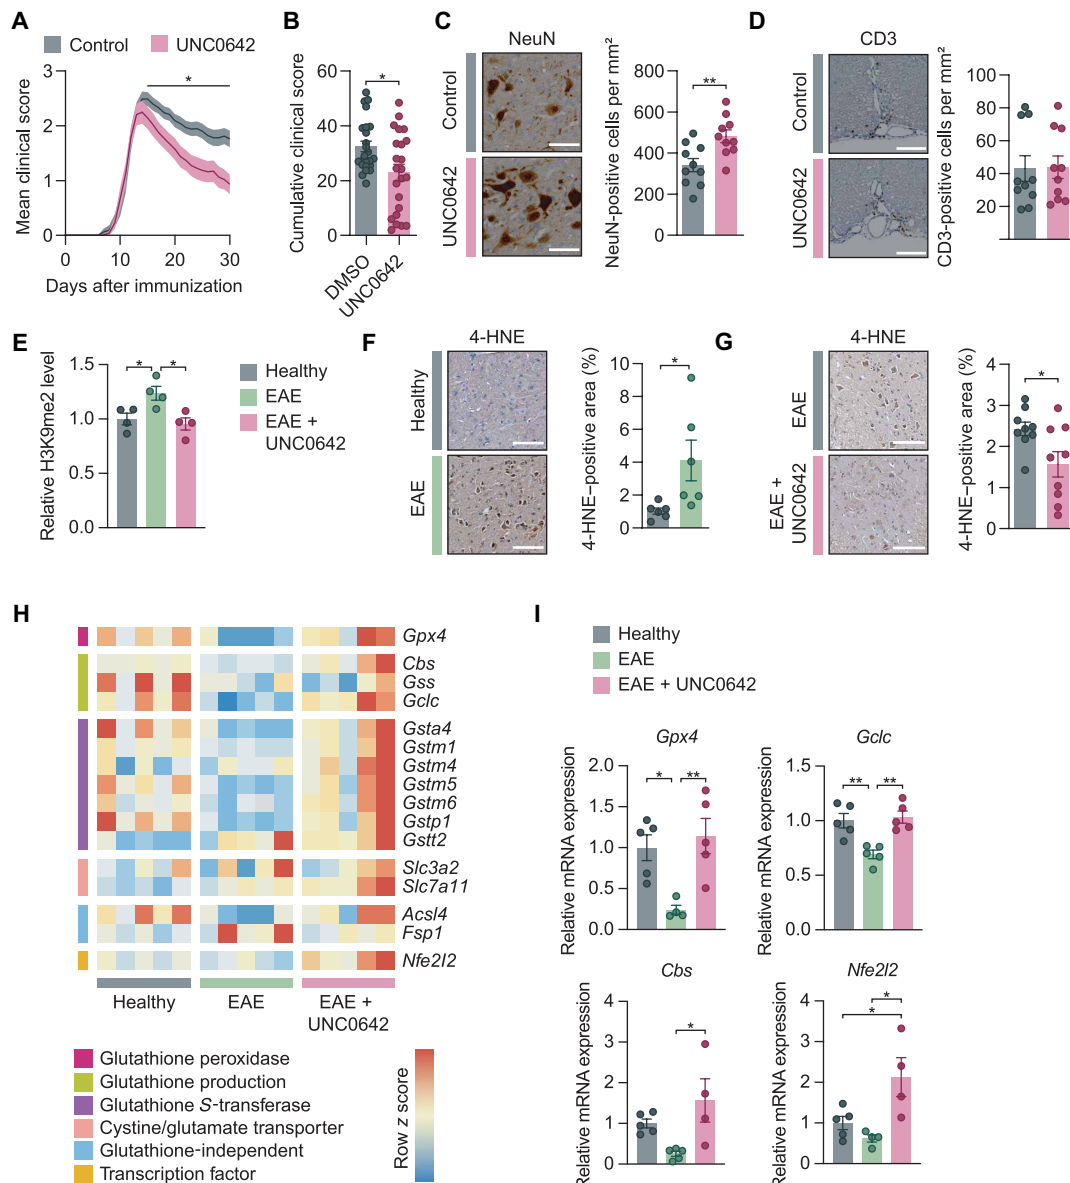 A
Control
UNC0642
Mean clinical score
3
2
1
0
*
0
10
20
30
Days after immunization
B
Cumulative clinical score
60
40
20
0
*
DMSO
UNC0642
C
NeuN
Control
UNC0642
NeuN-positive cells per mm²
800
600
400
200
0
**
D
CD3
Control
UNC0642
CD3-positive cells per mm²
100
80
60
40
20
E
Relative H3K9me2 level
1.5
1.0
0.5
0.0
*
*
Healthy
EAE
EAE +
UNC0642
F
4-HNE
Healthy
EAE
4-HNE–positive area (%)
10
8
6
4
2
0
*
G
4-HNE
EAE
EAE +
UNC0642
4-HNE–positive area (%)
4
3
2
1
0
*
H
Gpx4
Cbs
Gss
Gclc
Gsta4
Gstm1
Gstm4
Gstm5
Gstm6
Gstp1
Gstt2
Slc3a2
Slc7a11
Acsl4
Fsp1
Nfe2l2
Healthy
EAE
EAE +
UNC0642
Glutathione peroxidase
Glutathione production
Glutathione S-transferase
Cystine/glutamate transporter
Glutathione-independent
Transcription factor
Row z score
I
Healthy
EAE
EAE + UNC0642
Gpx4
Relative mRNA expression
2.0
1.5
1.0
0.5
0.0
*
**
Gclc
Relative mRNA expression
1.5
1.0
0.5
0.0
**
**
Cbs
Relative mRNA expression
4
3
2
1
0
*
Nfe2l2
Relative mRNA expression
4
3
2
1
0
*
*